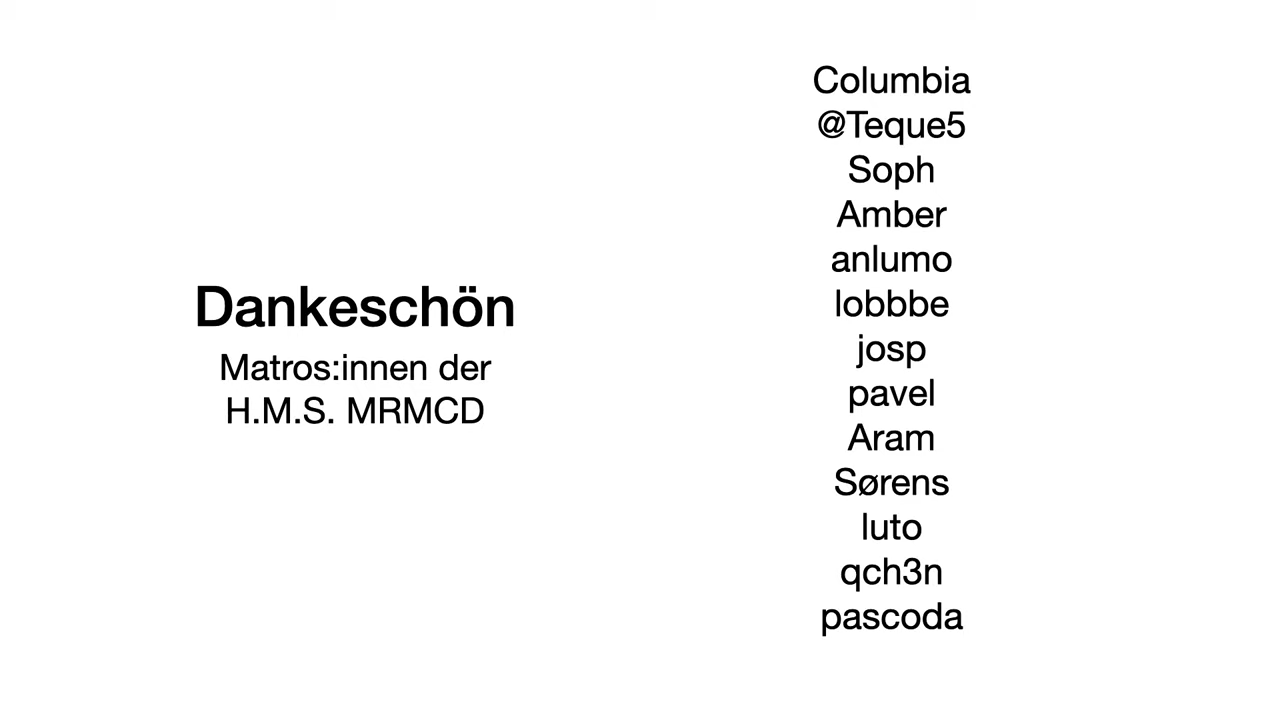 Dankeschön
Matros:innen der
H.M.S. MRMCD
Columbia
@Teque5
Soph
Amber
anlumo
lobbbe
josp
pavel
Aram
Sørens
luto
qch3n
pascoda